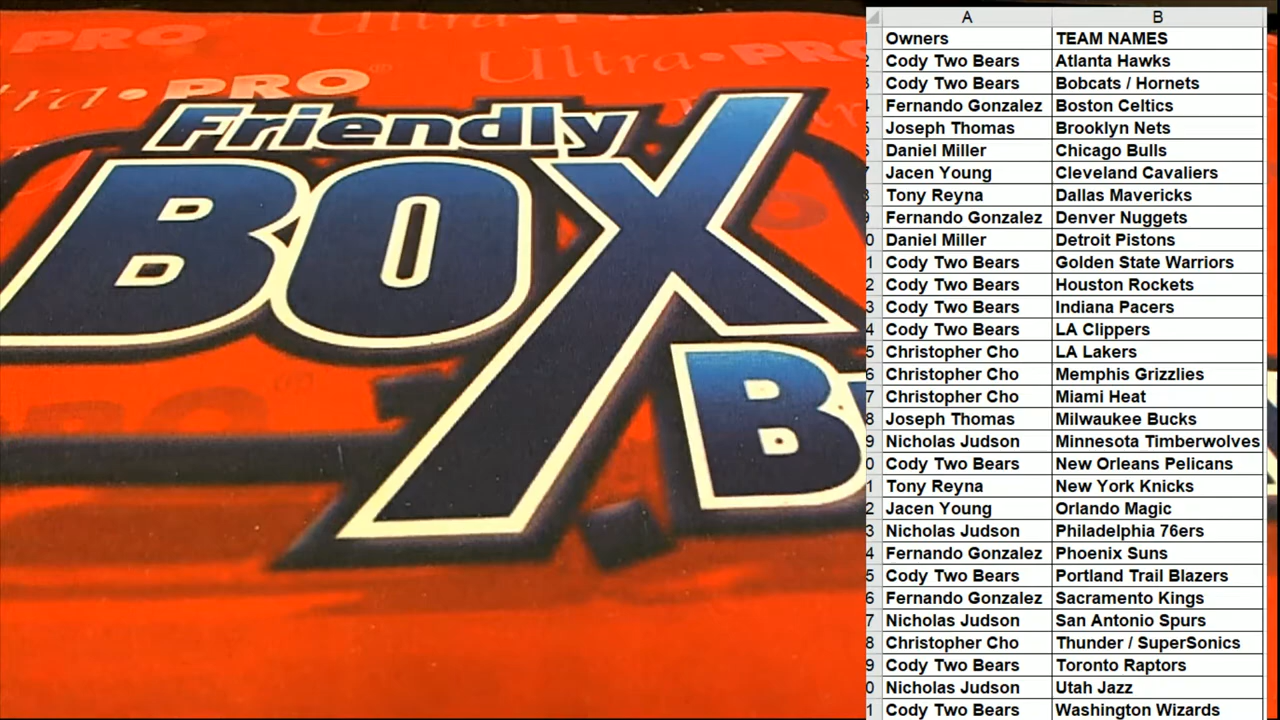 PRO
Ultra PRO
Ultra PRO
Friendly
BOX
B
A B
Owners TEAM NAMES
Cody Two Bears Atlanta Hawks
Cody Two Bears Bobcats / Hornets
Fernando Gonzalez Boston Celtics
Joseph Thomas Brooklyn Nets
Daniel Miller Chicago Bulls
Jacen Young Cleveland Cavaliers
Tony Reyna Dallas Mavericks
Fernando Gonzalez Denver Nuggets
Daniel Miller Detroit Pistons
Cody Two Bears Golden State Warriors
Cody Two Bears Houston Rockets
Cody Two Bears Indiana Pacers
Cody Two Bears LA Clippers
Christopher Cho LA Lakers
Christopher Cho Memphis Grizzlies
Christopher Cho Miami Heat
Joseph Thomas Milwaukee Bucks
Nicholas Judson Minnesota Timberwolves
Cody Two Bears New Orleans Pelicans
Tony Reyna New York Knicks
Jacen Young Orlando Magic
Nicholas Judson Philadelphia 76ers
Fernando Gonzalez Phoenix Suns
Cody Two Bears Portland Trail Blazers
Fernando Gonzalez Sacramento Kings
Nicholas Judson San Antonio Spurs
Christopher Cho Thunder / SuperSonics
Cody Two Bears Toronto Raptors
Nicholas Judson Utah Jazz
Cody Two Bears Washington Wizards